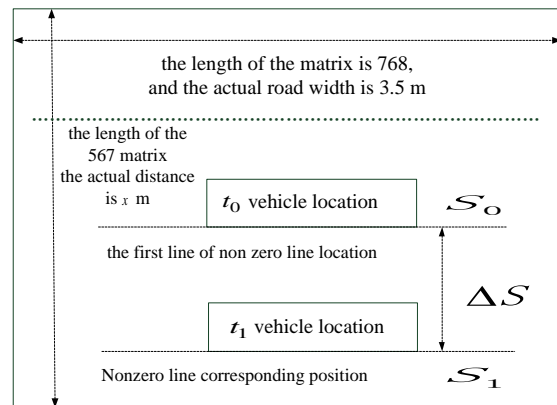 the length of the matrix is 768,
and the actual road width is 3.5 m
the length of the
567 matrix
the actual distance
is x m
t₀ vehicle location
S₀
the first line of non zero line location
ΔS
t₁ vehicle location
Nonzero line corresponding position
S₁